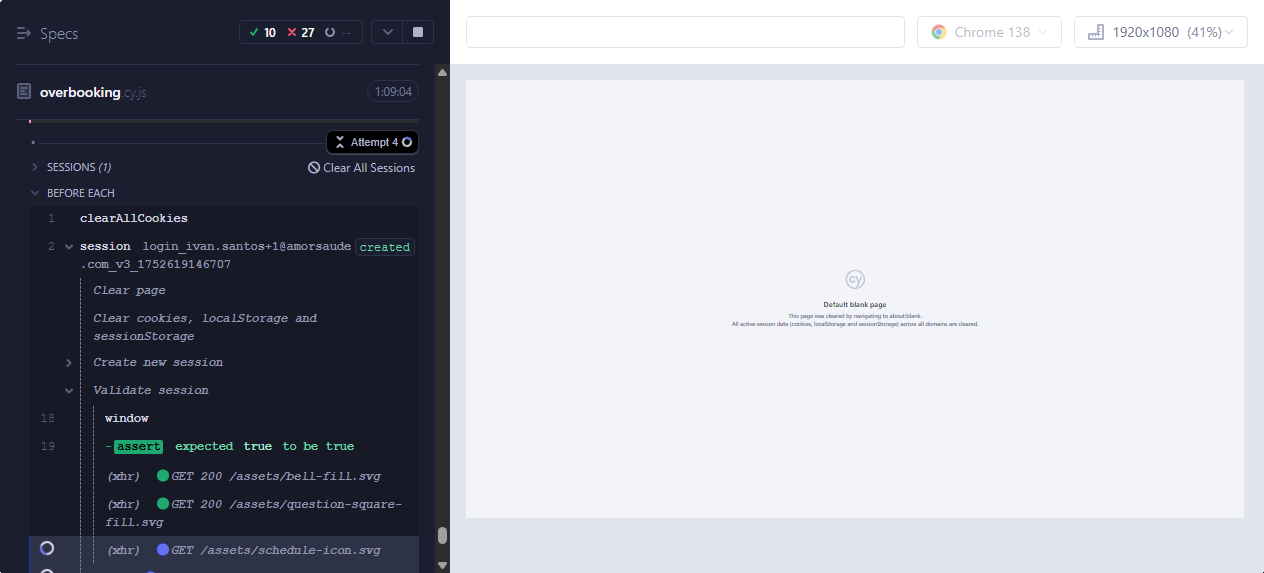 Specs
10 27 --
Chrome 138
1920x1080 (41%)
overbooking.cy.js
1:09:04
Attempt 4
SESSIONS (1)
Clear All Sessions
BEFORE EACH
1 clearAllCookies
2 session login_ivan.santos+1@amorsaude
.com_v3_1752619146707
created
Clear page
Clear cookies, localStorage and
sessionStorage
Create new session
Validate session
18 window
19 -assert expected true to be true
(xhr) GET 200 /assets/bell-fill.svg
(xhr) GET 200 /assets/question-square-
fill.svg
(xhr) GET /assets/schedule-icon.svg
cy
Default blank page
This page was cleared by navigating to about:blank.
All active session data (cookies, localStorage and sessionStorage) across all domains are cleared.